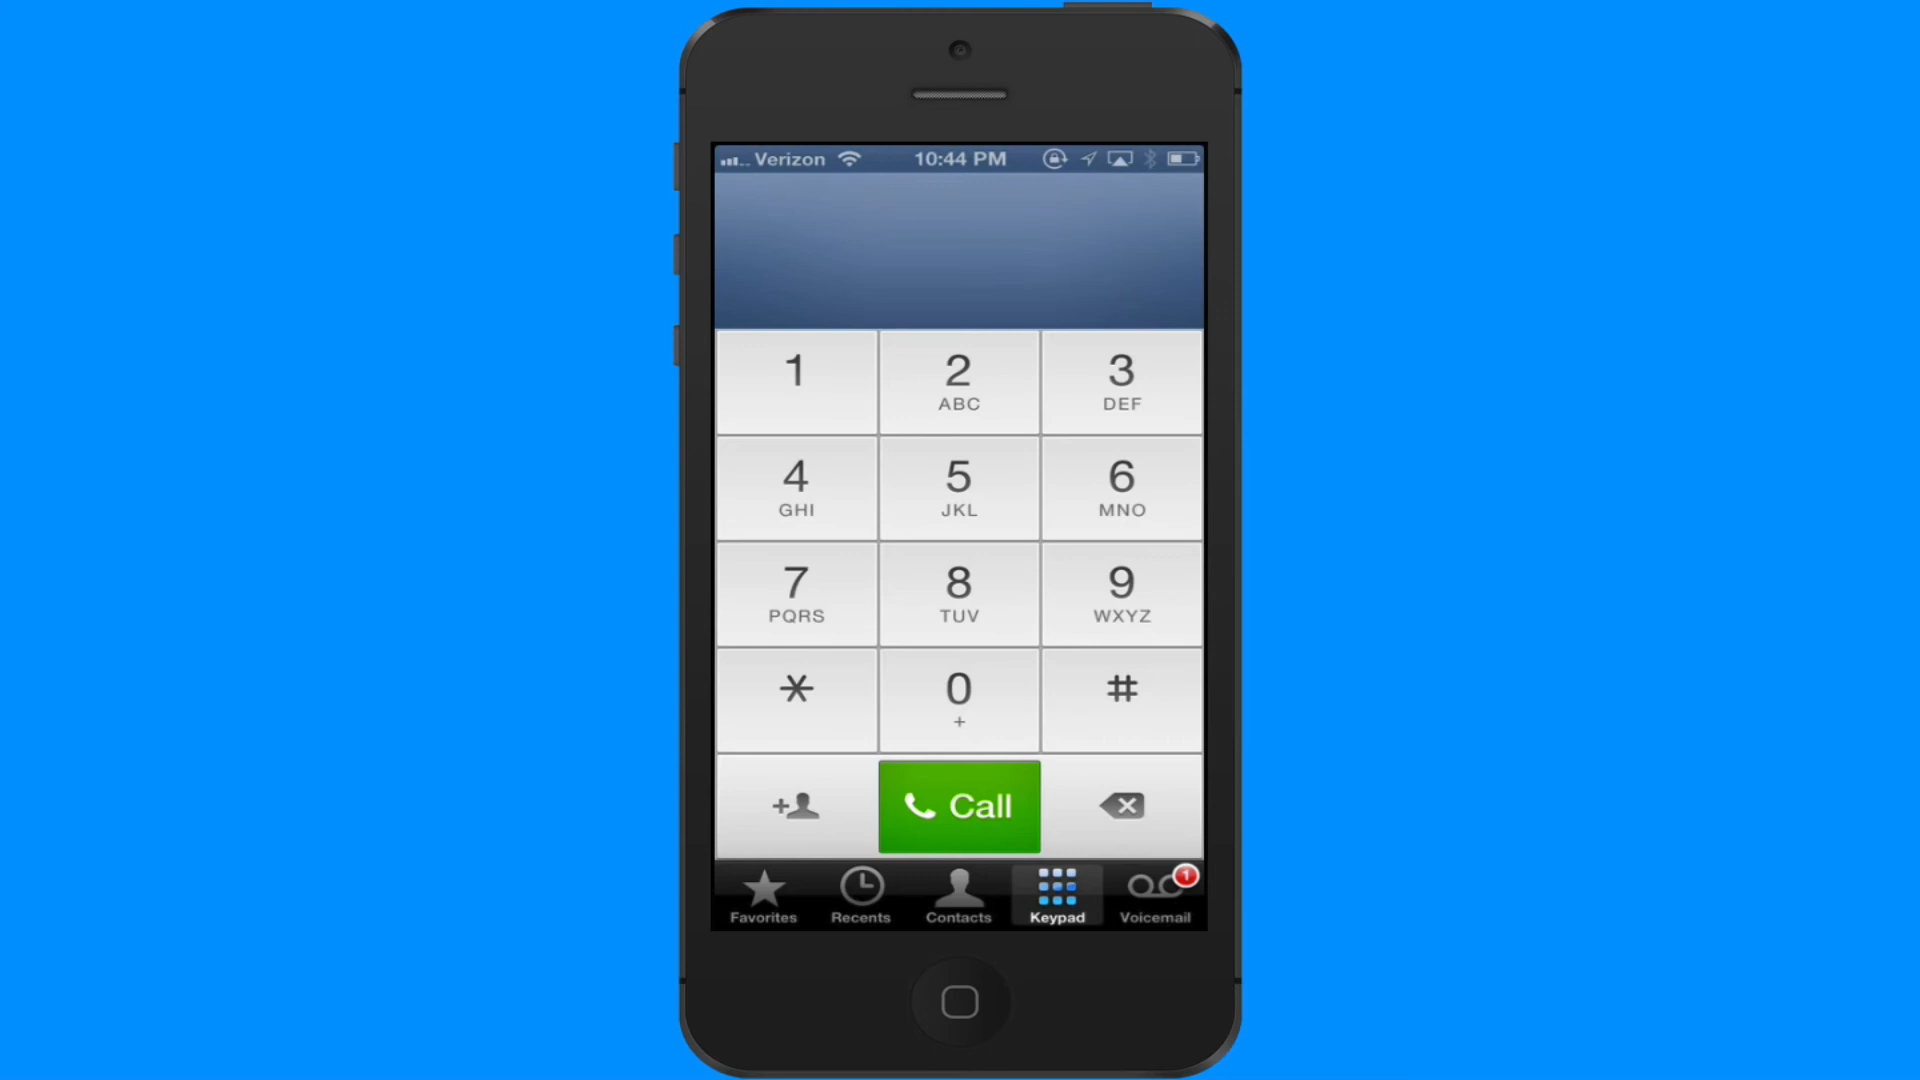 Verizon 10:44 PM
1 2 3
ABC DEF
4 5 6
GHI JKL MNO
7 8 9
PQRS TUV WXYZ
* 0 #
+
+ Call
1
Favorites Recents Contacts Keypad Voicemail